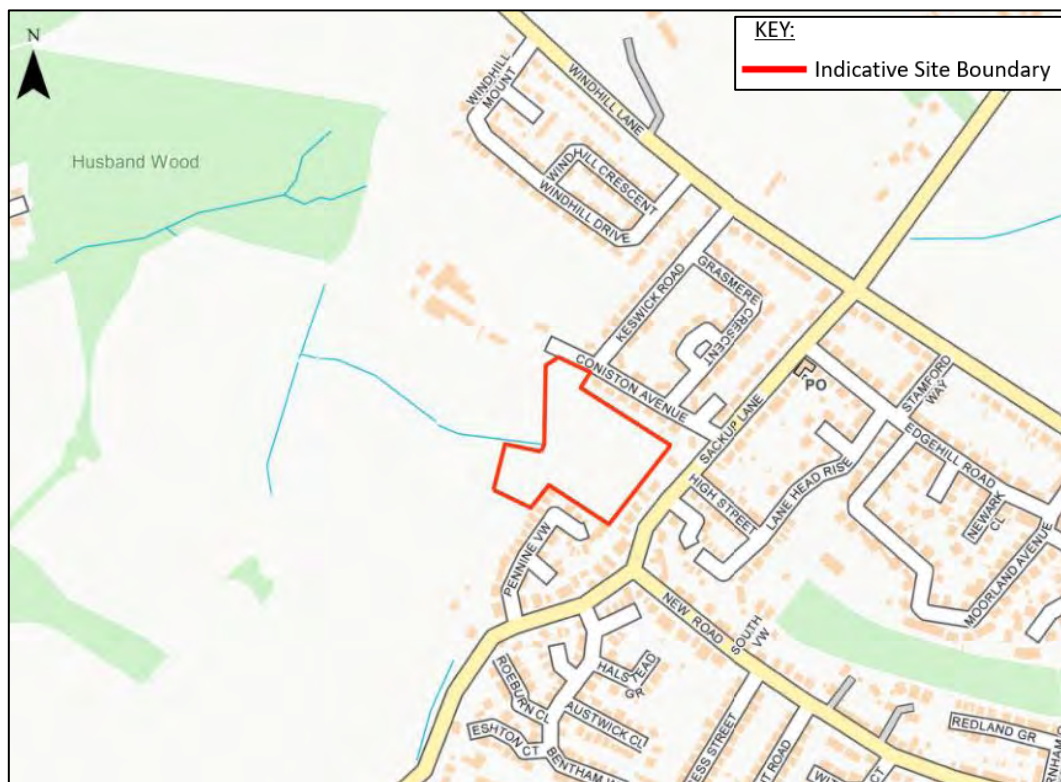 N
KEY:
Indicative Site Boundary
WINDHILL
MOUNT
WINDHILL LANE
Husband Wood
WINDHILL CRESCENT
WINDHILL DRIVE
KESWICK ROAD
GRASMERE
CRESCENT
CONISTON AVENUE
PO
STAMFORD
WAY
SACKUP LANE
EDGEHILL ROAD
HIGH STREET
LANE HEAD RISE
NEWARK
CL
MOORLAND AVENUE
PENNINE VW
NEW ROAD
SOUTH
VW
HALSTEAD
GR
ROEBURN CL
AUSTWICK CL
ESHTON CT
BENTHAM W
ESS STREET
REDLAND GR